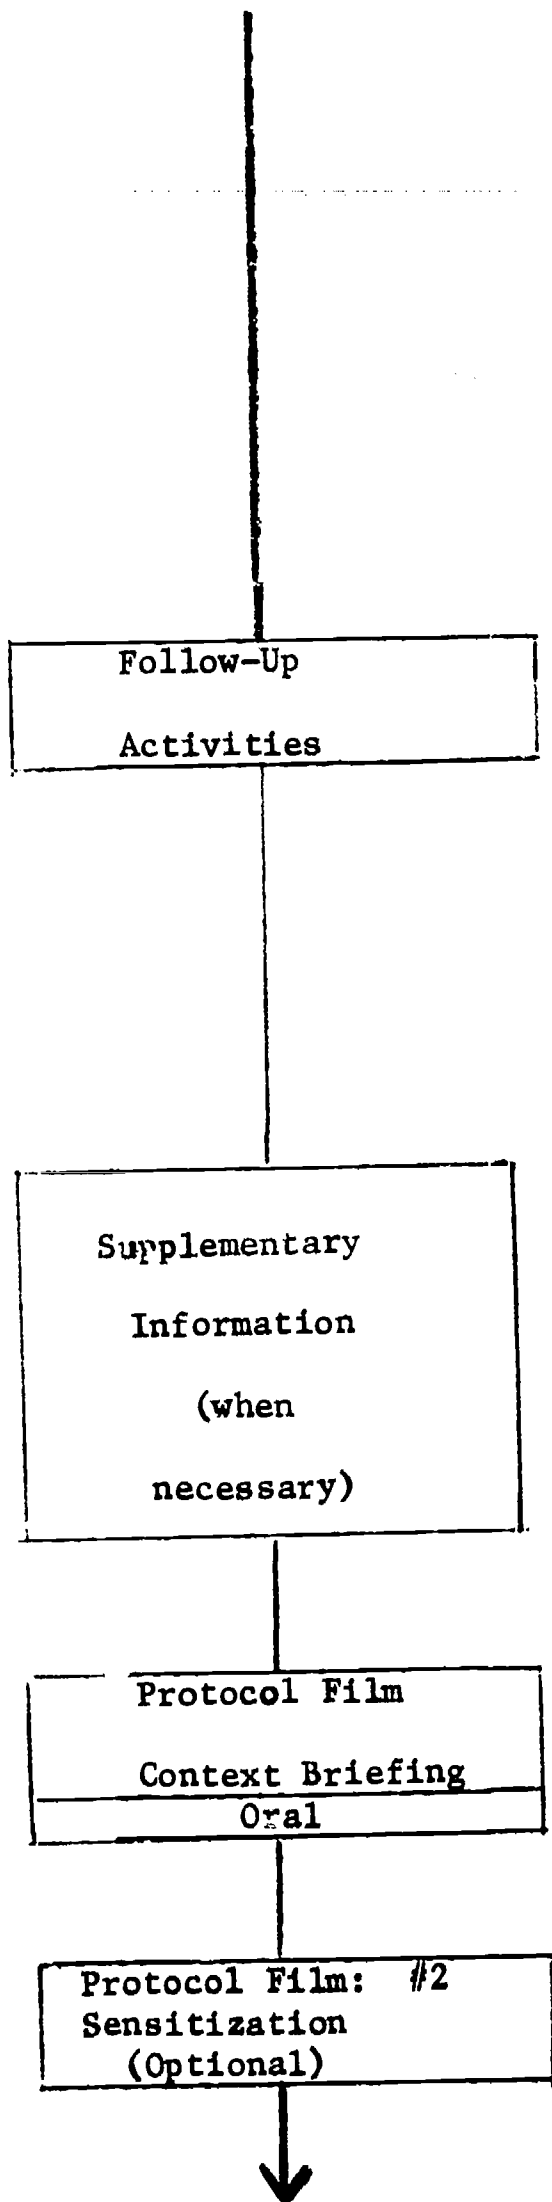 Follow-Up
Activities
Supplementary
Information
(when
necessary)
Protocol Film
Context Briefing
Oral
Protocol Film: #2
Sensitization
(Optional)